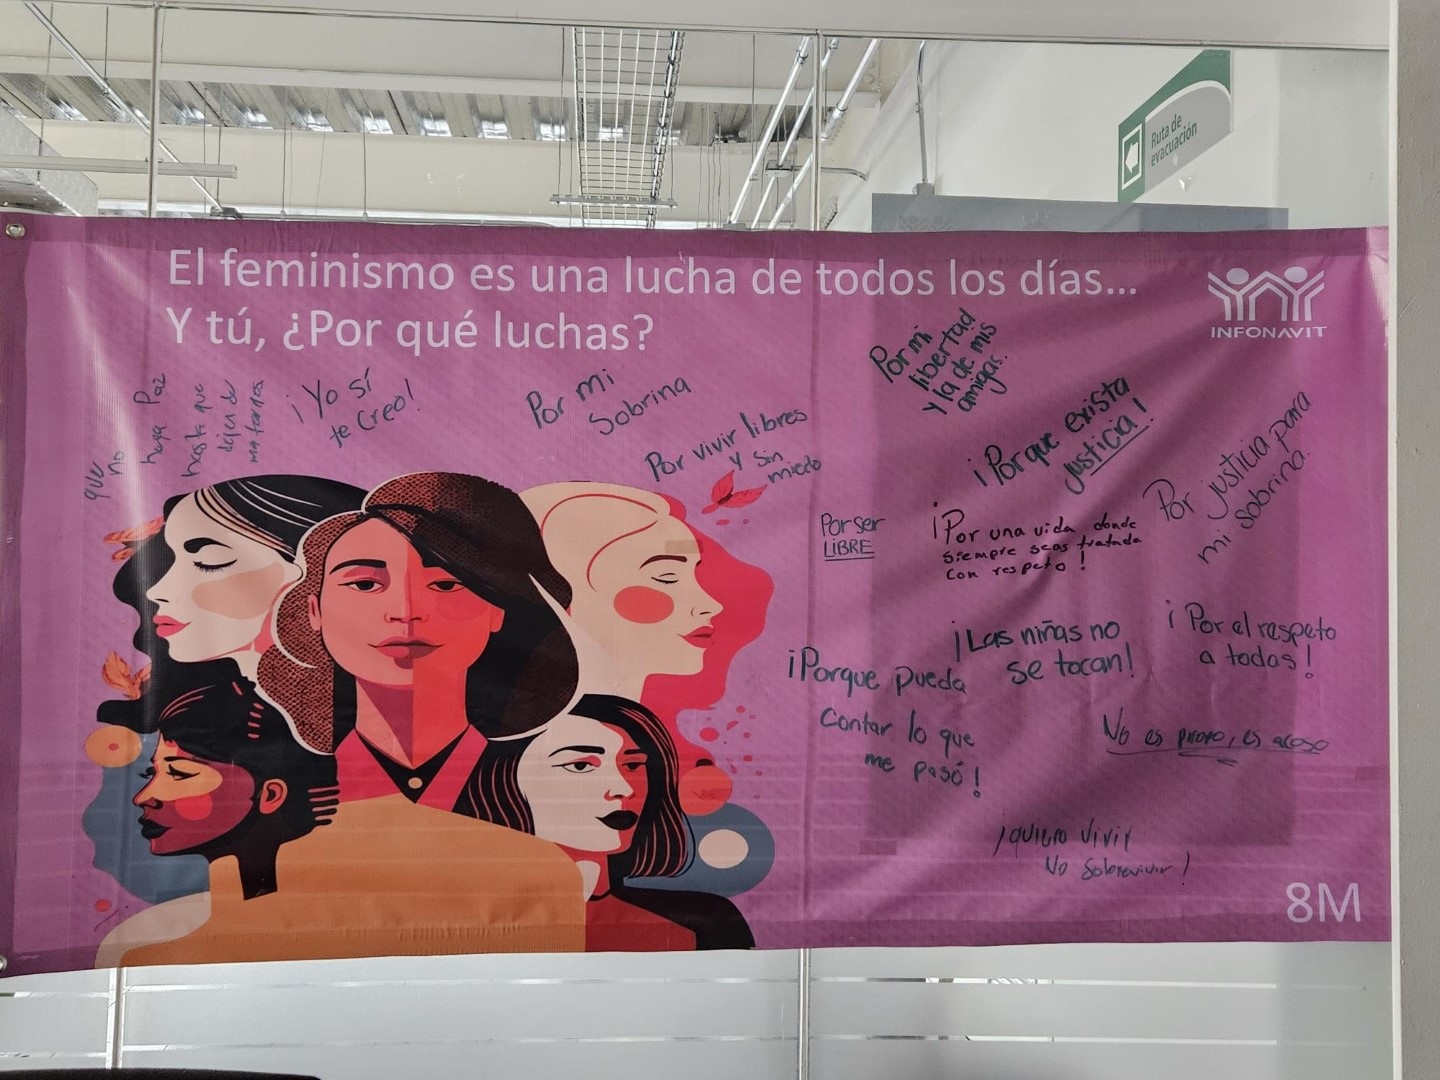 Ruta de
evacuación
El feminismo es una lucha de todos los días...
Y tú, ¿Por qué luchas?
INFONAVIT
que
no
haya Paz
hasta que
dejen de
matarnos
¡Yo sí
te Creo!
Por mi
Sobrina
Por vivir libres
y sin
miedo
Por mi
libertad
y la de mis
amigas.
¡Porque exista
justicia!
Por justicia para
mi sobrina.
Por ser
LIBRE
¡Por una vida donde
siempre seas tratada
con respeto!
¡Las niñas no
se tocan!
¡Por el respeto
a todas!
¡Porque pueda
contar lo que
me pasó!
No es piropo, es acoso
¡quiero vivir
No sobrevivir!
8M